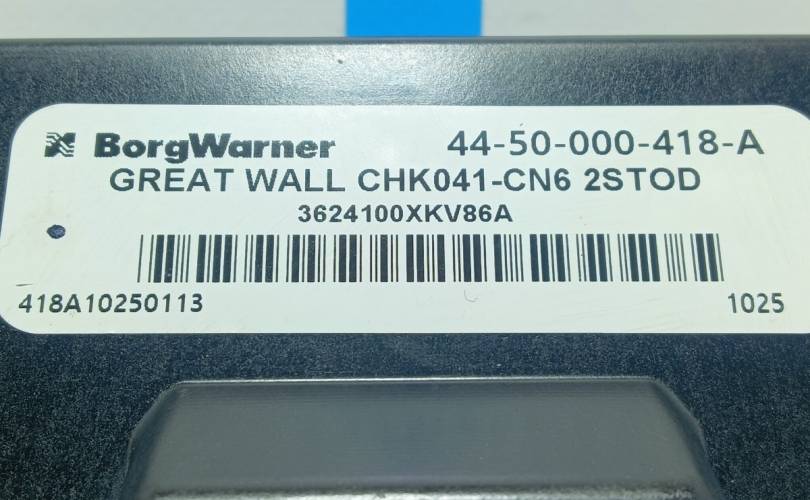 BorgWarner 44-50-000-418-A
GREAT WALL CHK041-CN6 2STOD
3624100XKV86A
418A10250113 1025